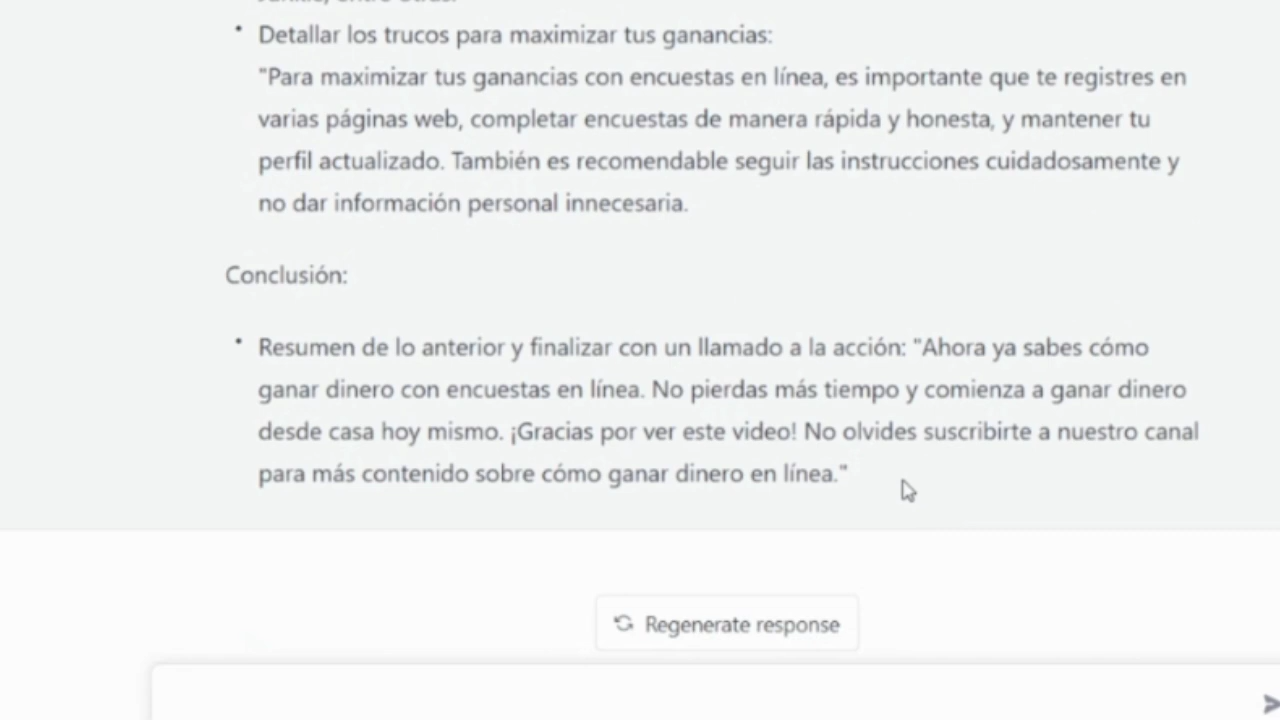 Junkie, entre otras.
• Detallar los trucos para maximizar tus ganancias:
"Para maximizar tus ganancias con encuestas en línea, es importante que te registres en
varias páginas web, completar encuestas de manera rápida y honesta, y mantener tu
perfil actualizado. También es recomendable seguir las instrucciones cuidadosamente y
no dar información personal innecesaria.
Conclusión:
• Resumen de lo anterior y finalizar con un llamado a la acción: "Ahora ya sabes cómo
ganar dinero con encuestas en línea. No pierdas más tiempo y comienza a ganar dinero
desde casa hoy mismo. ¡Gracias por ver este video! No olvides suscribirte a nuestro canal
para más contenido sobre cómo ganar dinero en línea."
Regenerate response